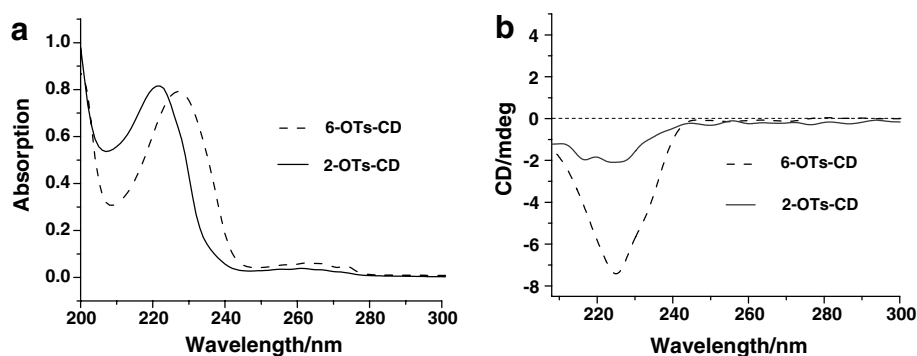 a
1.0
0.8
0.6
0.4
0.2
0.0
Absorption
6-OTs-CD
2-OTs-CD
200 220 240 260 280 300
Wavelength/nm
b
4
2
0
-2
-4
-6
-8
CD/mdeg
6-OTs-CD
2-OTs-CD
220 240 260 280 300
Wavelength/nm